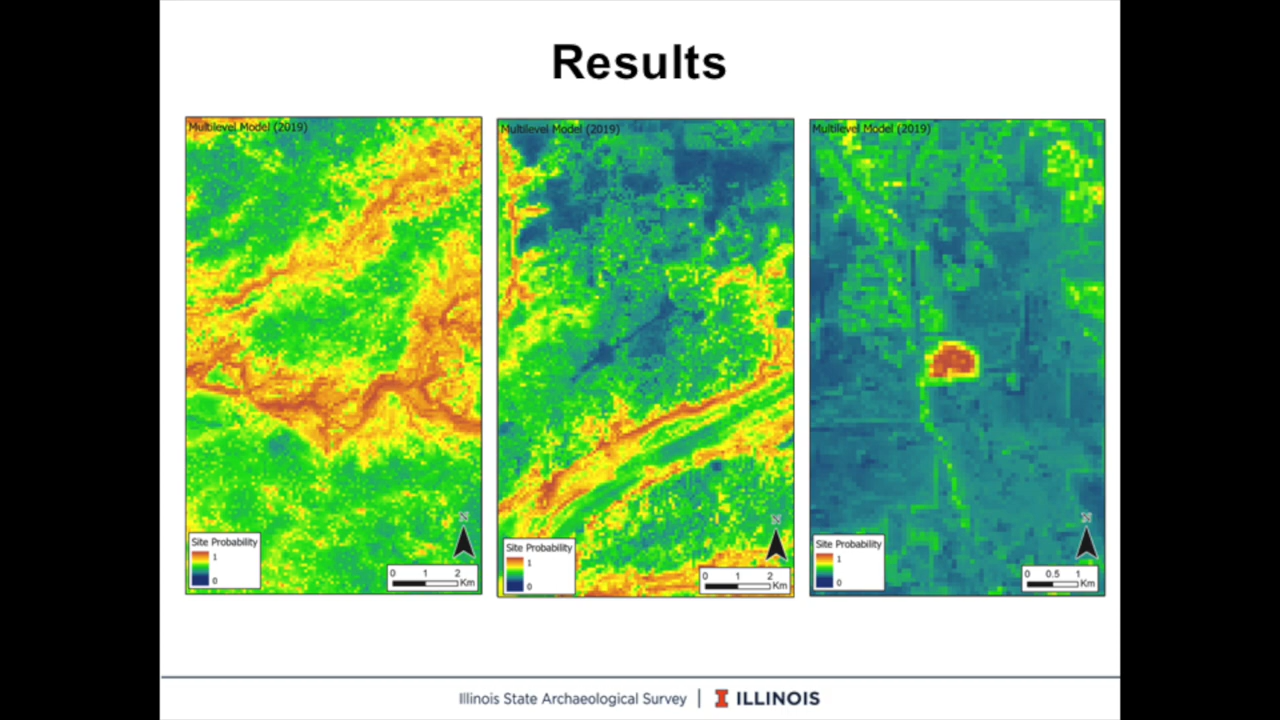 Results
Multilevel Model (2019)
Multilevel Model (2019)
Multilevel Model (2019)
N
Site Probability
1
0
0 1 2
Km
N
Site Probability
1
0
0 1 2
Km
N
Site Probability
1
0
0 0.5 1
Km
Illinois State Archaeological Survey | I ILLINOIS